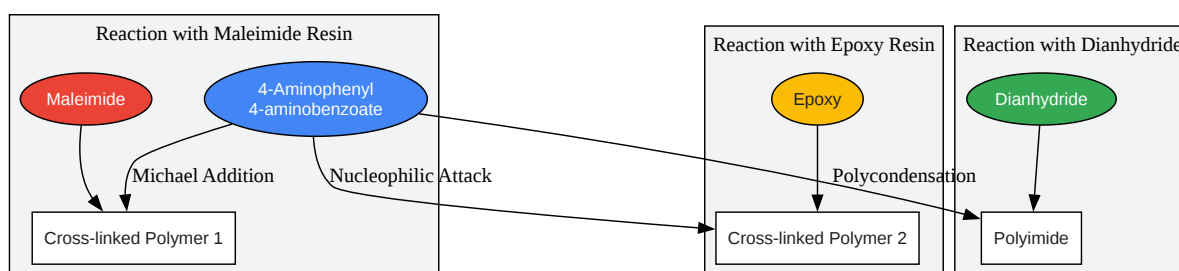 Reaction with Maleimide Resin
Reaction with Epoxy Resin
Reaction with Dianhydride
Maleimide
4-Aminophenyl
4-aminobenzoate
Epoxy
Dianhydride
Michael Addition
Nucleophilic Attack
Polycondensation
Cross-linked Polymer 1
Cross-linked Polymer 2
Polyimide